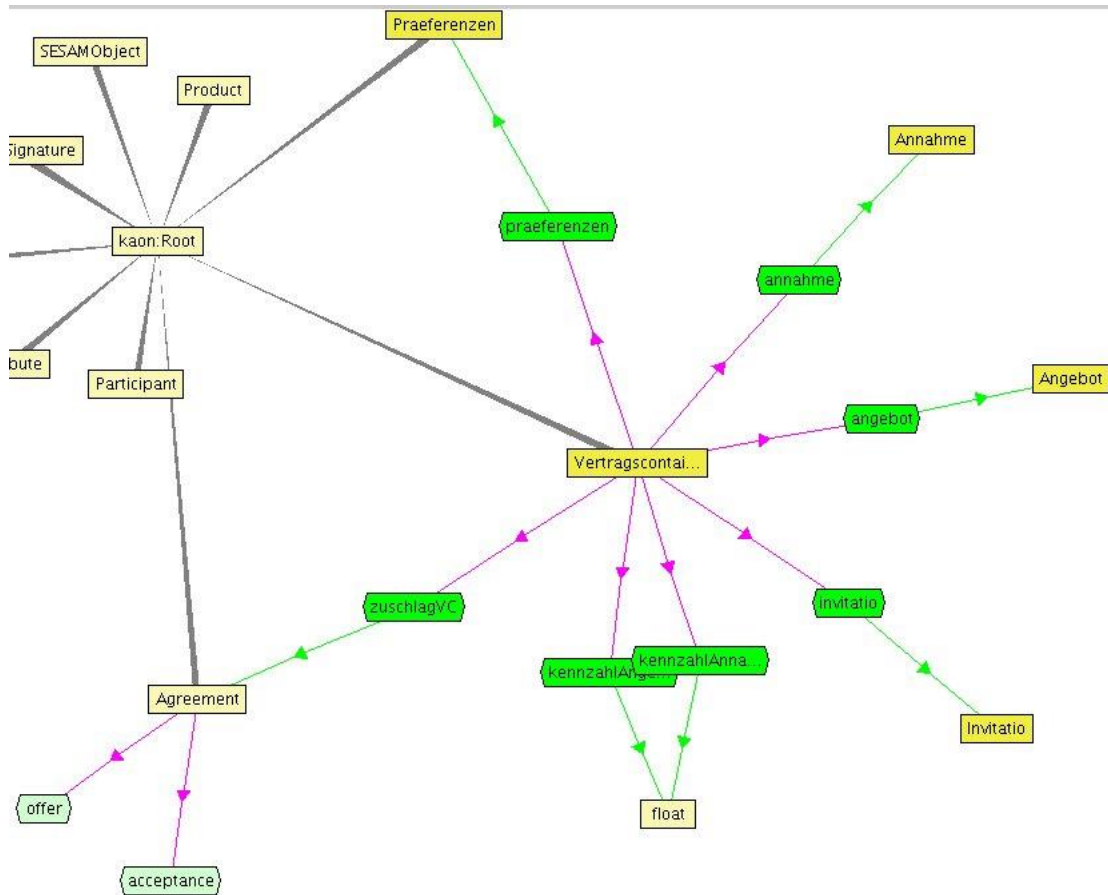 Praeferenzen
SESAMObject
Product
Annahme
Signature
praeferenzen
kaon:Root
annahme
bute
Participant
Angebot
angebot
Vertragscontai...
zuschlagVC
invitatio
kennzahlAnna...
kennzahlAnge...
Agreement
Invitatio
offer
float
acceptance